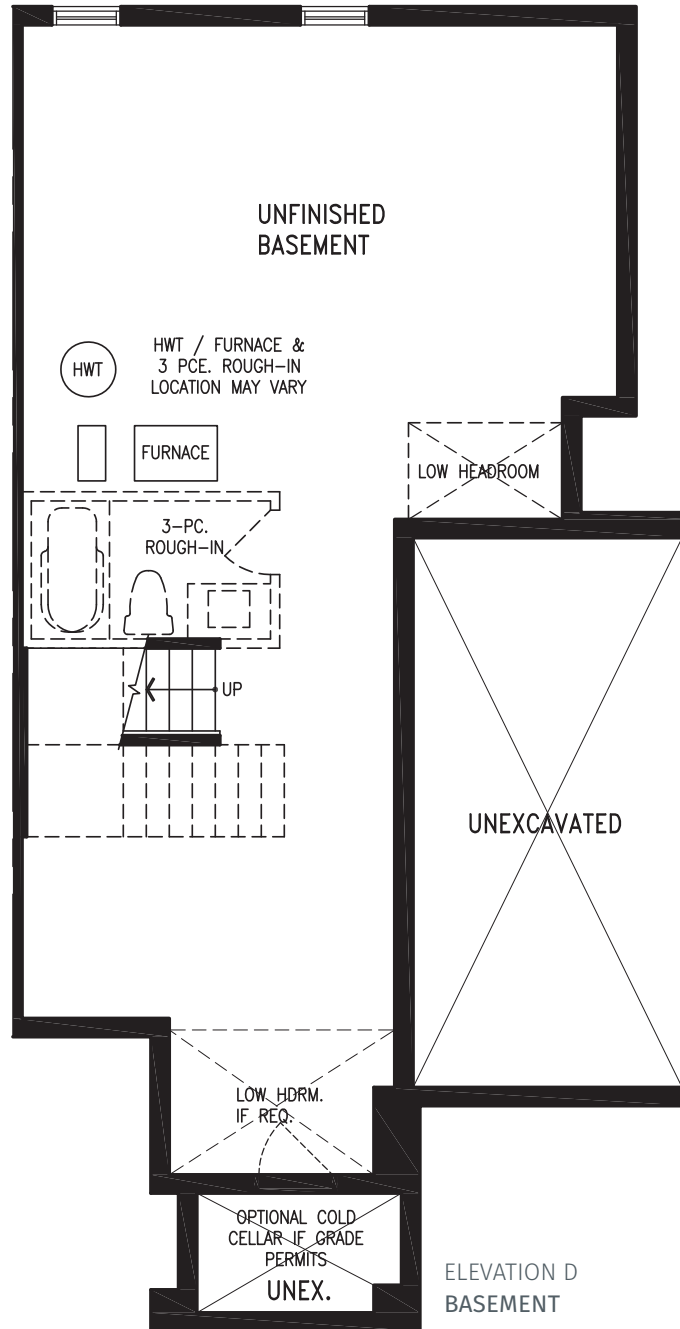 UNFINISHED
BASEMENT
HWT
HWT / FURNACE &
3 PCE. ROUGH-IN
LOCATION MAY VARY
FURNACE
LOW HEADROOM
3-PC.
ROUGH-IN
UP
UNEXCAVATED
LOW HDRM.
IF REQ.
OPTIONAL COLD
CELLAR IF GRADE
PERMITS
UNEX.
ELEVATION D
BASEMENT